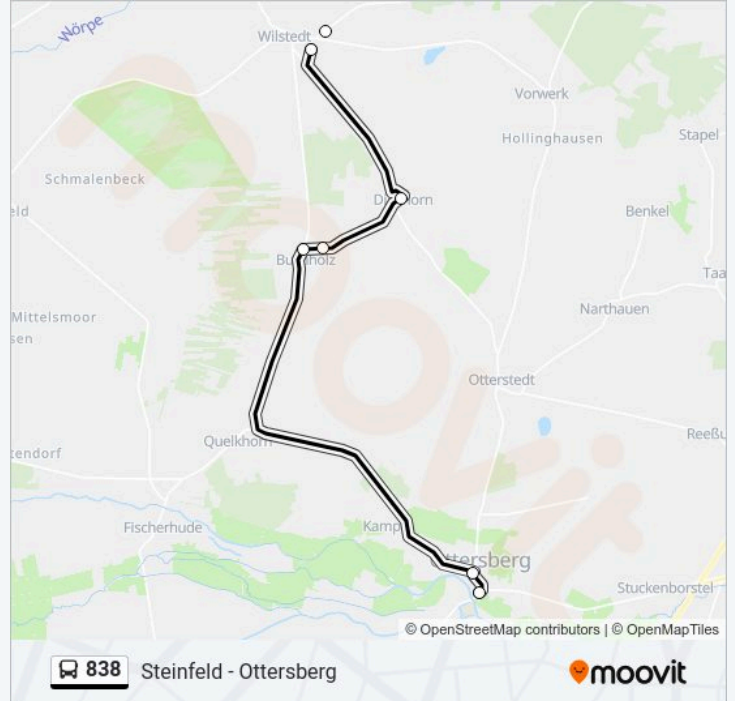 Wörpe
Wilstedt
Vorwerk
Hollinghausen
Stapel
Schmalenbeck
eld
Benkel
Taa
Mittelsmoor
sen
Narthauen
Otterstedt
Quelkhorn
Reeßu
tendorf
Fischerhude
Kamp
ttersberg
Stuckenborstel
© OpenStreetMap contributors | © OpenMapTiles
838 Steinfeld - Ottersberg
moovit